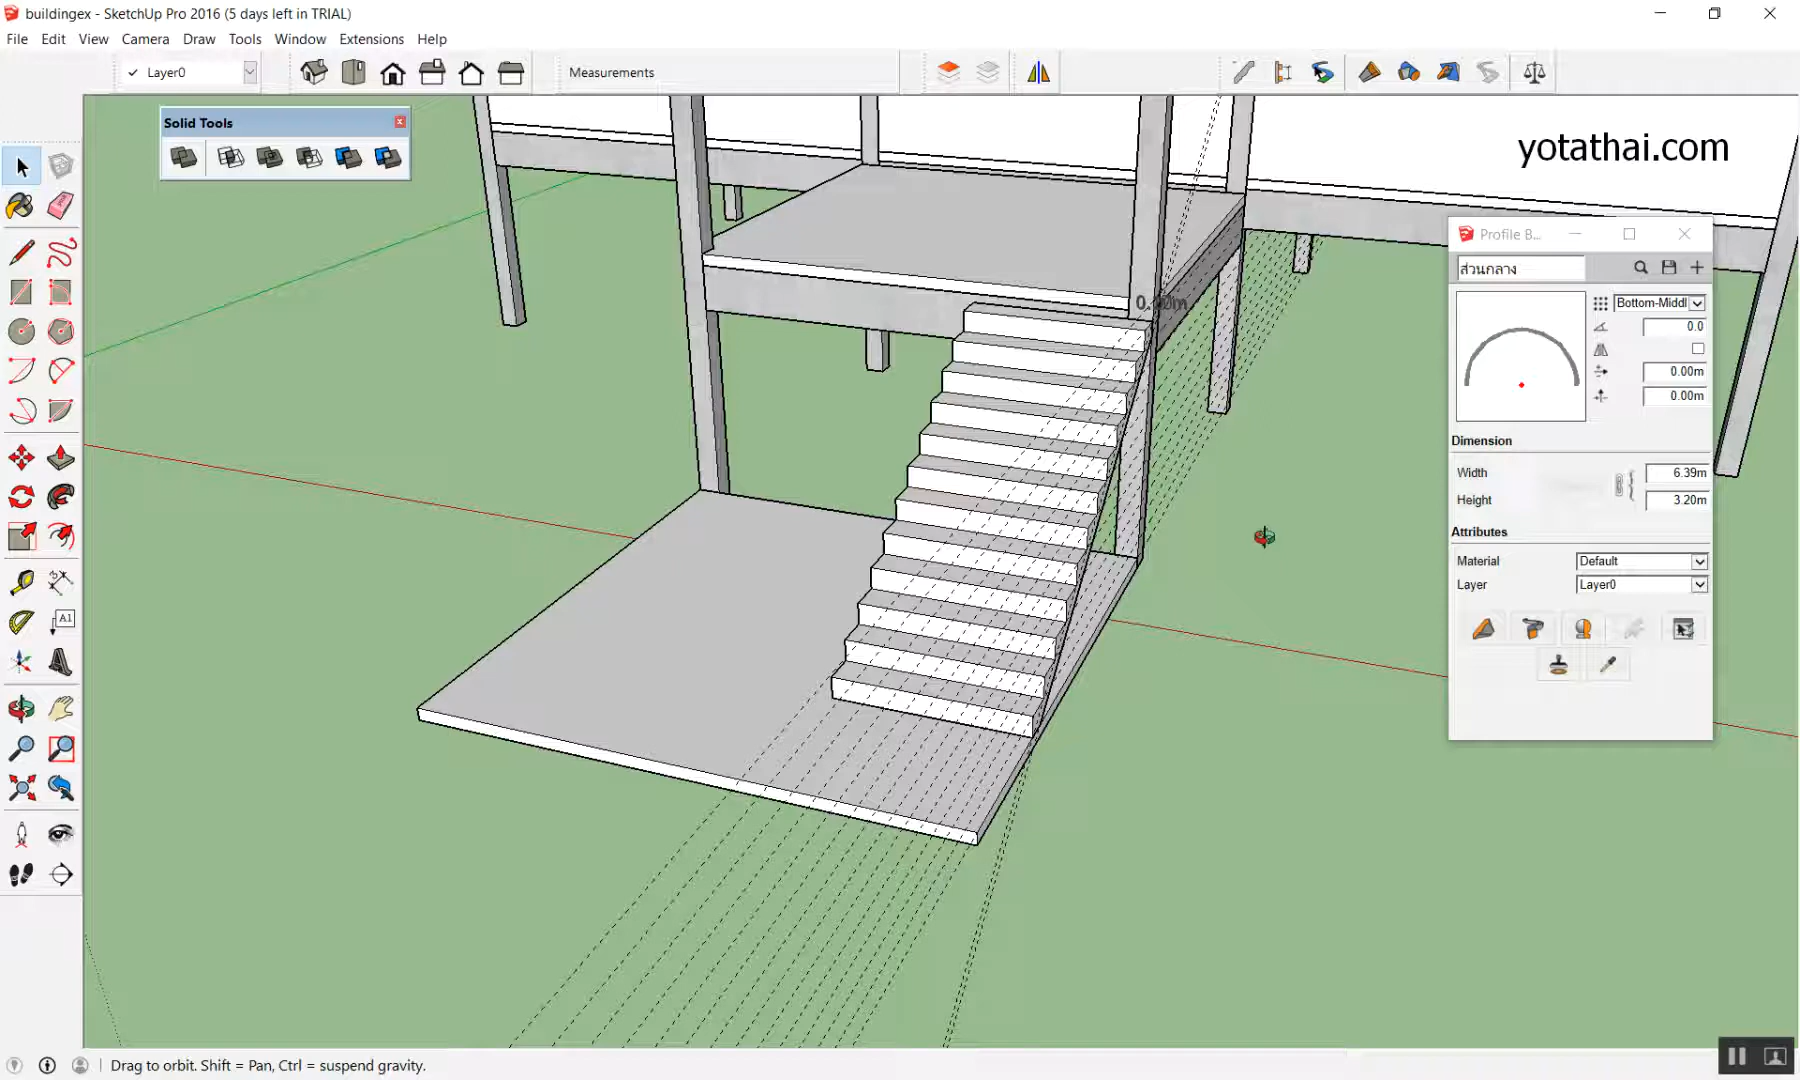 buildingex - SketchUp Pro 2016 (5 days left in TRIAL)
File Edit View Camera Draw Tools Window Extensions Help
Layer0
Measurements
Solid Tools
yotathai.com
Profile B...
ส่วนกลาง
Bottom-Middl
0.0
0.00m
0.00m
Dimension
Width 6.39m
Height 3.20m
Attributes
Material Default
Layer Layer0
A1
Drag to orbit. Shift = Pan, Ctrl = suspend gravity.